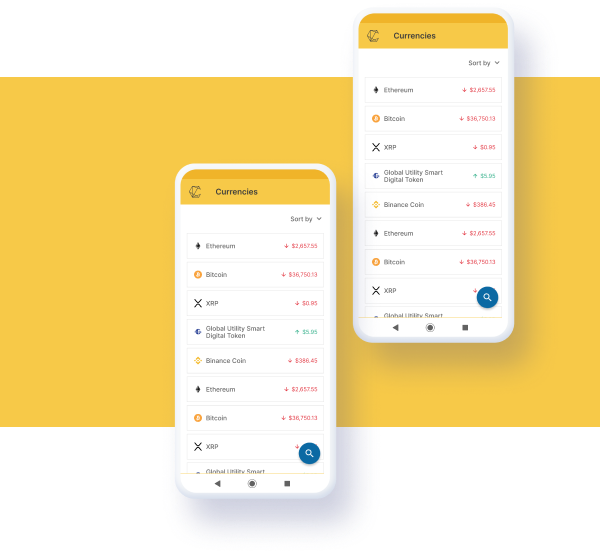 Currencies
Sort by
Ethereum ↓ $2,657.55
Bitcoin ↓ $36,750.13
XRP ↓ $0.95
Global Utility Smart
Digital Token ↑ $5.95
Binance Coin ↓ $386.45
Ethereum ↓ $2,657.55
Bitcoin ↓ $36,750.13
XRP ↓
Global Utility Smart
Currencies
Sort by
Ethereum ↓ $2,657.55
Bitcoin ↓ $36,750.13
XRP ↓ $0.95
Global Utility Smart
Digital Token ↑ $5.95
Binance Coin ↓ $386.45
Ethereum ↓ $2,657.55
Bitcoin ↓ $36,750.13
XRP ↓
Global Utility Smart